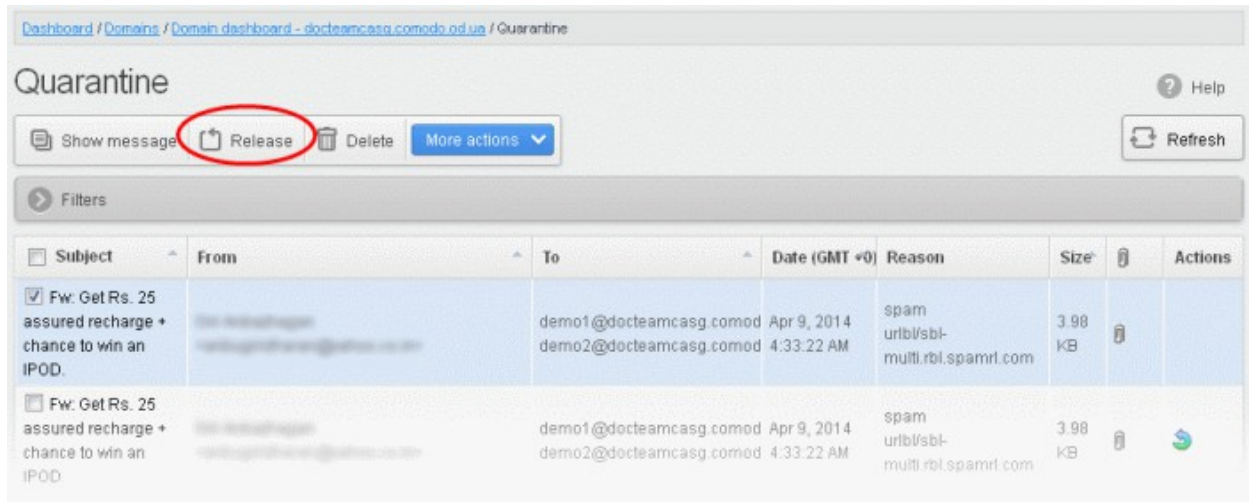 Dashboard / Domains / Domain dashboard - docteamcasg.comodo.od.ua / Quarantine
Quarantine
Help
Show message
Release
Delete
More actions
Refresh
Filters
Subject From To Date (GMT +0) Reason Size Actions
Fw: Get Rs. 25
assured recharge +
chance to win an
IPOD.
demo1@docteamcasg.comod
demo2@docteamcasg.comod
Apr 9, 2014
4:33:22 AM
spam
urlbl/sbl-
multi.rbl.spamrl.com
3.98
KB
Fw: Get Rs. 25
assured recharge +
chance to win an
IPOD
demo1@docteamcasg.comod
demo2@docteamcasg.comod
Apr 9, 2014
4:33:22 AM
spam
urlbl/sbl-
multi.rbl.spamrl.com
3.98
KB